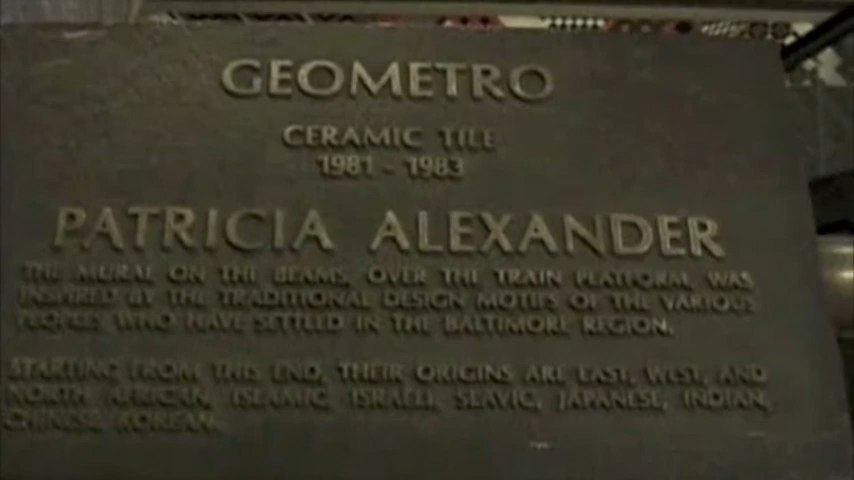 GEOMETRO
CERAMIC TILE
1981 - 1983
PATRICIA ALEXANDER
THE MURAL ON THE BEAMS, OVER THE TRAIN PLATFORM, WAS
INSPIRED BY THE TRADITIONAL DESIGN MOTIFS OF THE VARIOUS
PEOPLES WHO HAVE SETTLED IN THE BALTIMORE REGION.
STARTING FROM THIS END, THEIR ORIGINS ARE EAST, WEST, AND
NORTH AFRICAN, ISLAMIC, ISRAELI, SLAVIC, JAPANESE, INDIAN,
CHINESE, KOREAN.